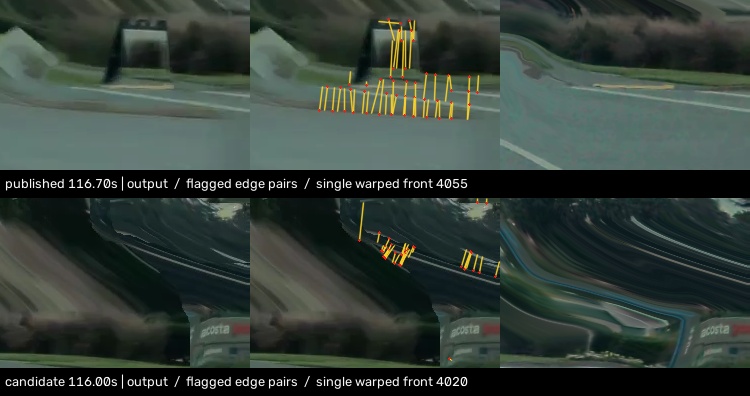 published 116.70s | output / flagged edge pairs / single warped front 4055
acosta
acosta
acosta
candidate 116.00s | output / flagged edge pairs / single warped front 4020